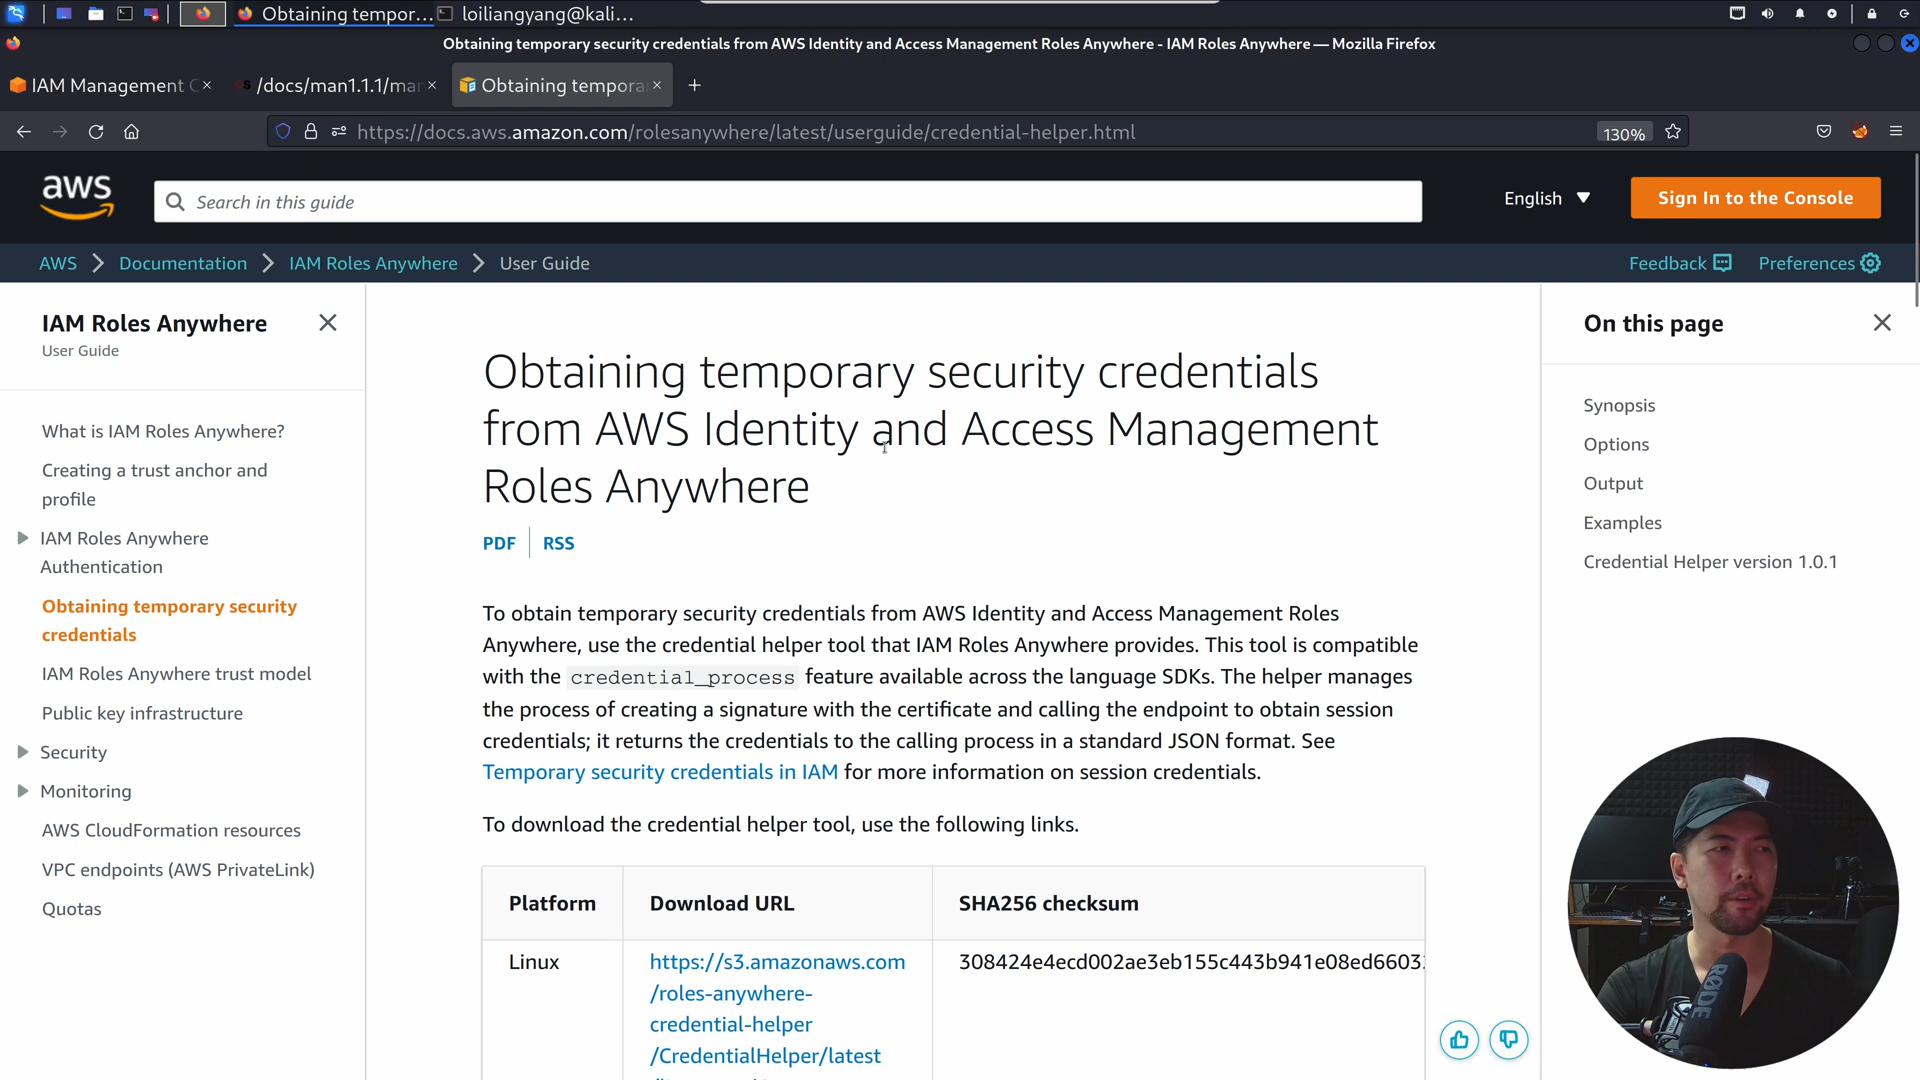 Obtaining tempor...
loiliangyang@kali...
Obtaining temporary security credentials from AWS Identity and Access Management Roles Anywhere - IAM Roles Anywhere — Mozilla Firefox
IAM Management C
/docs/man1.1.1/mar
Obtaining tempora
https://docs.aws.amazon.com/rolesanywhere/latest/userguide/credential-helper.html
130%
aws
Search in this guide
English
Sign In to the Console
AWS
Documentation
IAM Roles Anywhere
User Guide
Feedback
Preferences
IAM Roles Anywhere
User Guide
What is IAM Roles Anywhere?
Creating a trust anchor and
profile
IAM Roles Anywhere
Authentication
Obtaining temporary security
credentials
IAM Roles Anywhere trust model
Public key infrastructure
Security
Monitoring
AWS CloudFormation resources
VPC endpoints (AWS PrivateLink)
Quotas
Obtaining temporary security credentials
from AWS Identity and Access Management
Roles Anywhere
PDF
RSS
To obtain temporary security credentials from AWS Identity and Access Management Roles
Anywhere, use the credential helper tool that IAM Roles Anywhere provides. This tool is compatible
with the credential_process feature available across the language SDKs. The helper manages
the process of creating a signature with the certificate and calling the endpoint to obtain session
credentials; it returns the credentials to the calling process in a standard JSON format. See
Temporary security credentials in IAM for more information on session credentials.
To download the credential helper tool, use the following links.
Platform
Download URL
SHA256 checksum
Linux
https://s3.amazonaws.com
/roles-anywhere-
credential-helper
/CredentialHelper/latest
308424e4ecd002ae3eb155c443b941e08ed6603
On this page
Synopsis
Options
Output
Examples
Credential Helper version 1.0.1
RØDE